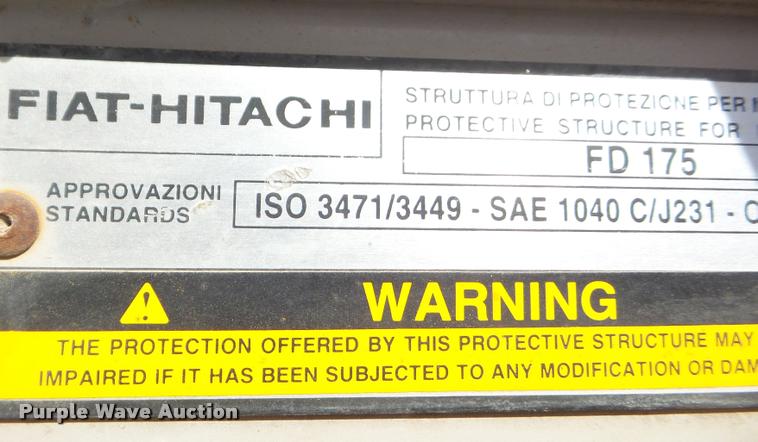 FIAT-HITACHI
STRUTTURA DI PROTEZIONE PER
PROTECTIVE STRUCTURE FOR
FD 175
APPROVAZIONI
STANDARDS
ISO 3471/3449 - SAE 1040 C/J231 -
WARNING
THE PROTECTION OFFERED BY THIS PROTECTIVE STRUCTURE MAY
IMPAIRED IF IT HAS BEEN SUBJECTED TO ANY MODIFICATION OR DAM
Purple Wave Auction